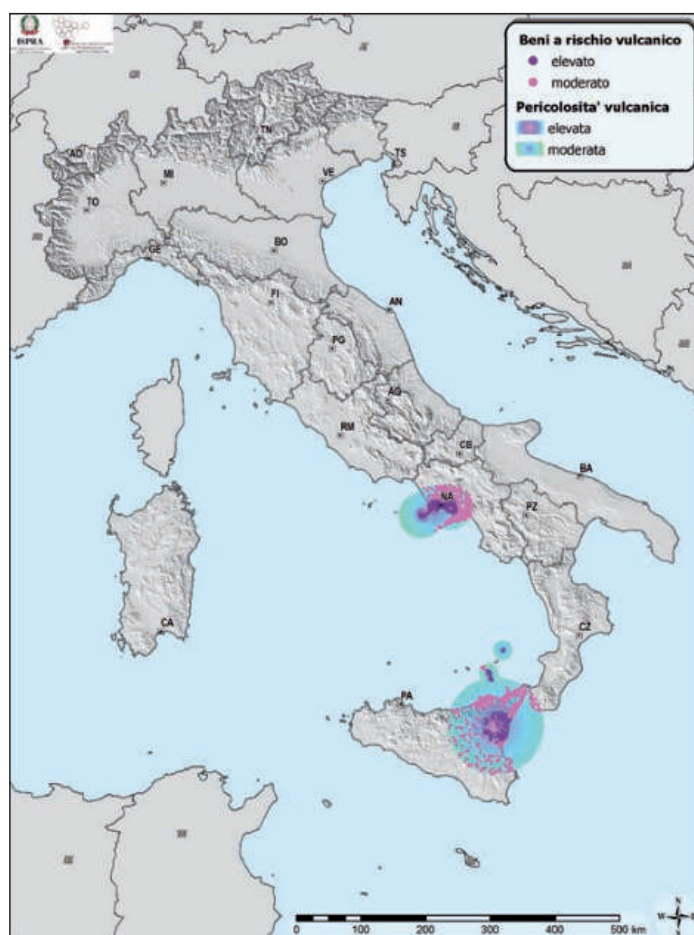 ISPRA
Beni a rischio vulcanico
elevato
moderato
Pericolosita' vulcanica
elevata
moderata
TN
AO
TS
MI
VE
TO
BO
GE
FI
AN
PG
AQ
RM
CB
BA
NA
PZ
CA
CZ
PA
N
0 100 200 300 400 500 km